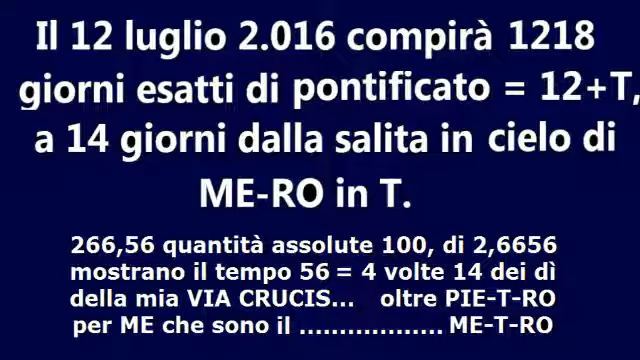 Il 12 luglio 2.016 compirà 1218
giorni esatti di pontificato = 12+T,
a 14 giorni dalla salita in cielo di
ME-RO in T.
266,56 quantità assolute 100, di 2,6656
mostrano il tempo 56 = 4 volte 14 dei dì
della mia VIA CRUCIS... oltre PIE-T-RO
per ME che sono il .................. ME-T-RO